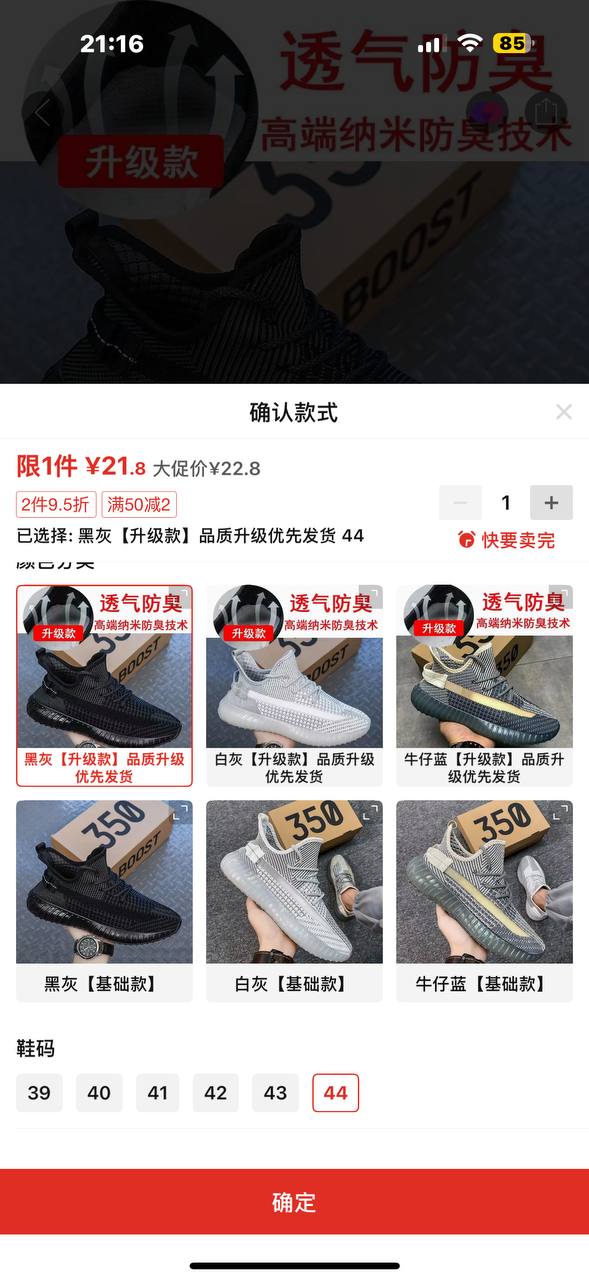 21:16
85
透气防臭
高端纳米防臭技术
升级款
BOOST
确认款式
限1件 ¥21.8 大促价¥22.8
2件9.5折 满50减2
1
已选择: 黑灰【升级款】品质升级优先发货 44
快要卖完
颜色分类
透气防臭
高端纳米防臭技术
升级款
BOOST
黑灰【升级款】品质升级
优先发货
透气防臭
高端纳米防臭技术
升级款
BOOST
白灰【升级款】品质升级
优先发货
透气防臭
高端纳米防臭技术
升级款
350
牛仔蓝【升级款】品质升
级优先发货
350
BOOST
黑灰【基础款】
350
白灰【基础款】
350
牛仔蓝【基础款】
鞋码
39 40 41 42 43 44
确定